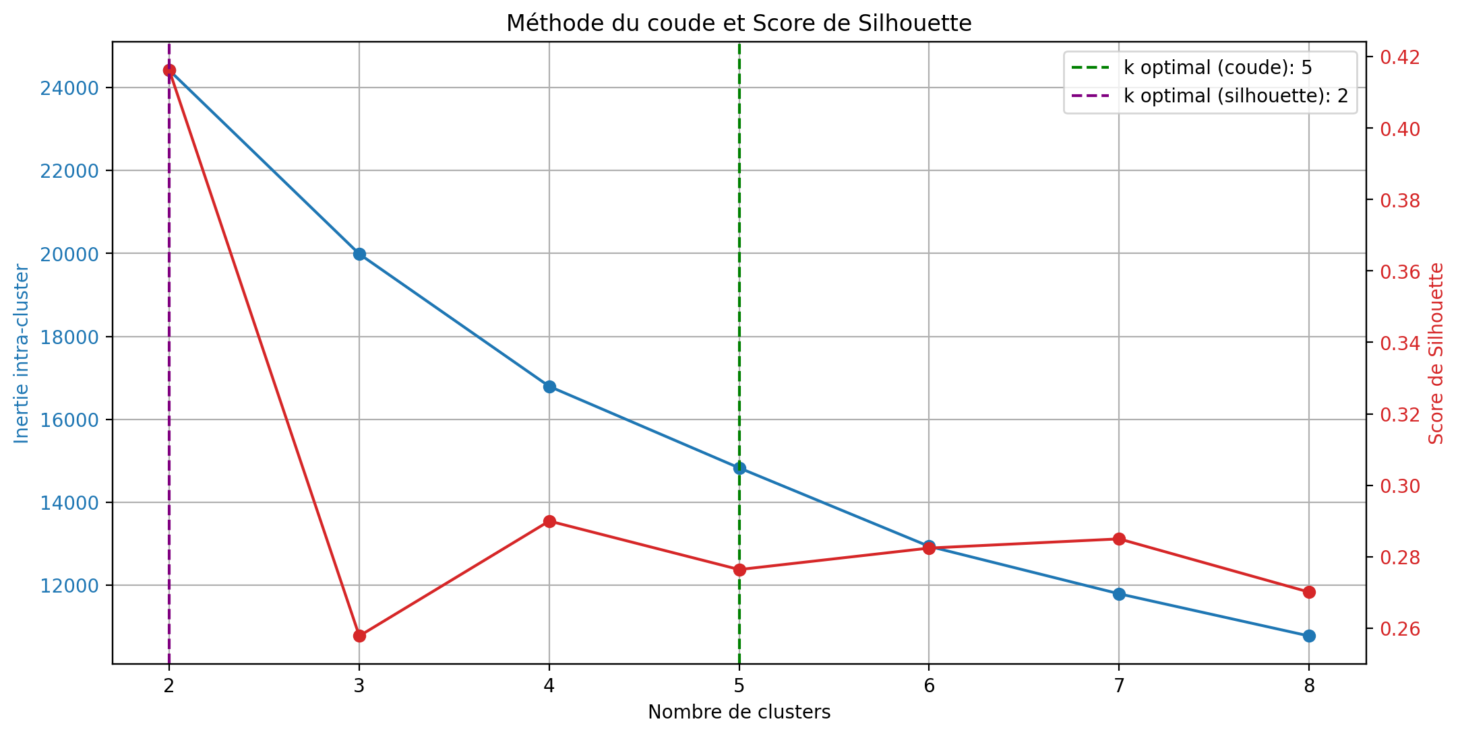 Méthode du coude et Score de Silhouette
k optimal (coude): 5
k optimal (silhouette): 2
Inertie intra-cluster
24000
22000
20000
18000
16000
14000
12000
0.42
0.40
0.38
0.36
0.34
0.32
0.30
0.28
0.26
Score de Silhouette
2 3 4 5 6 7 8
Nombre de clusters